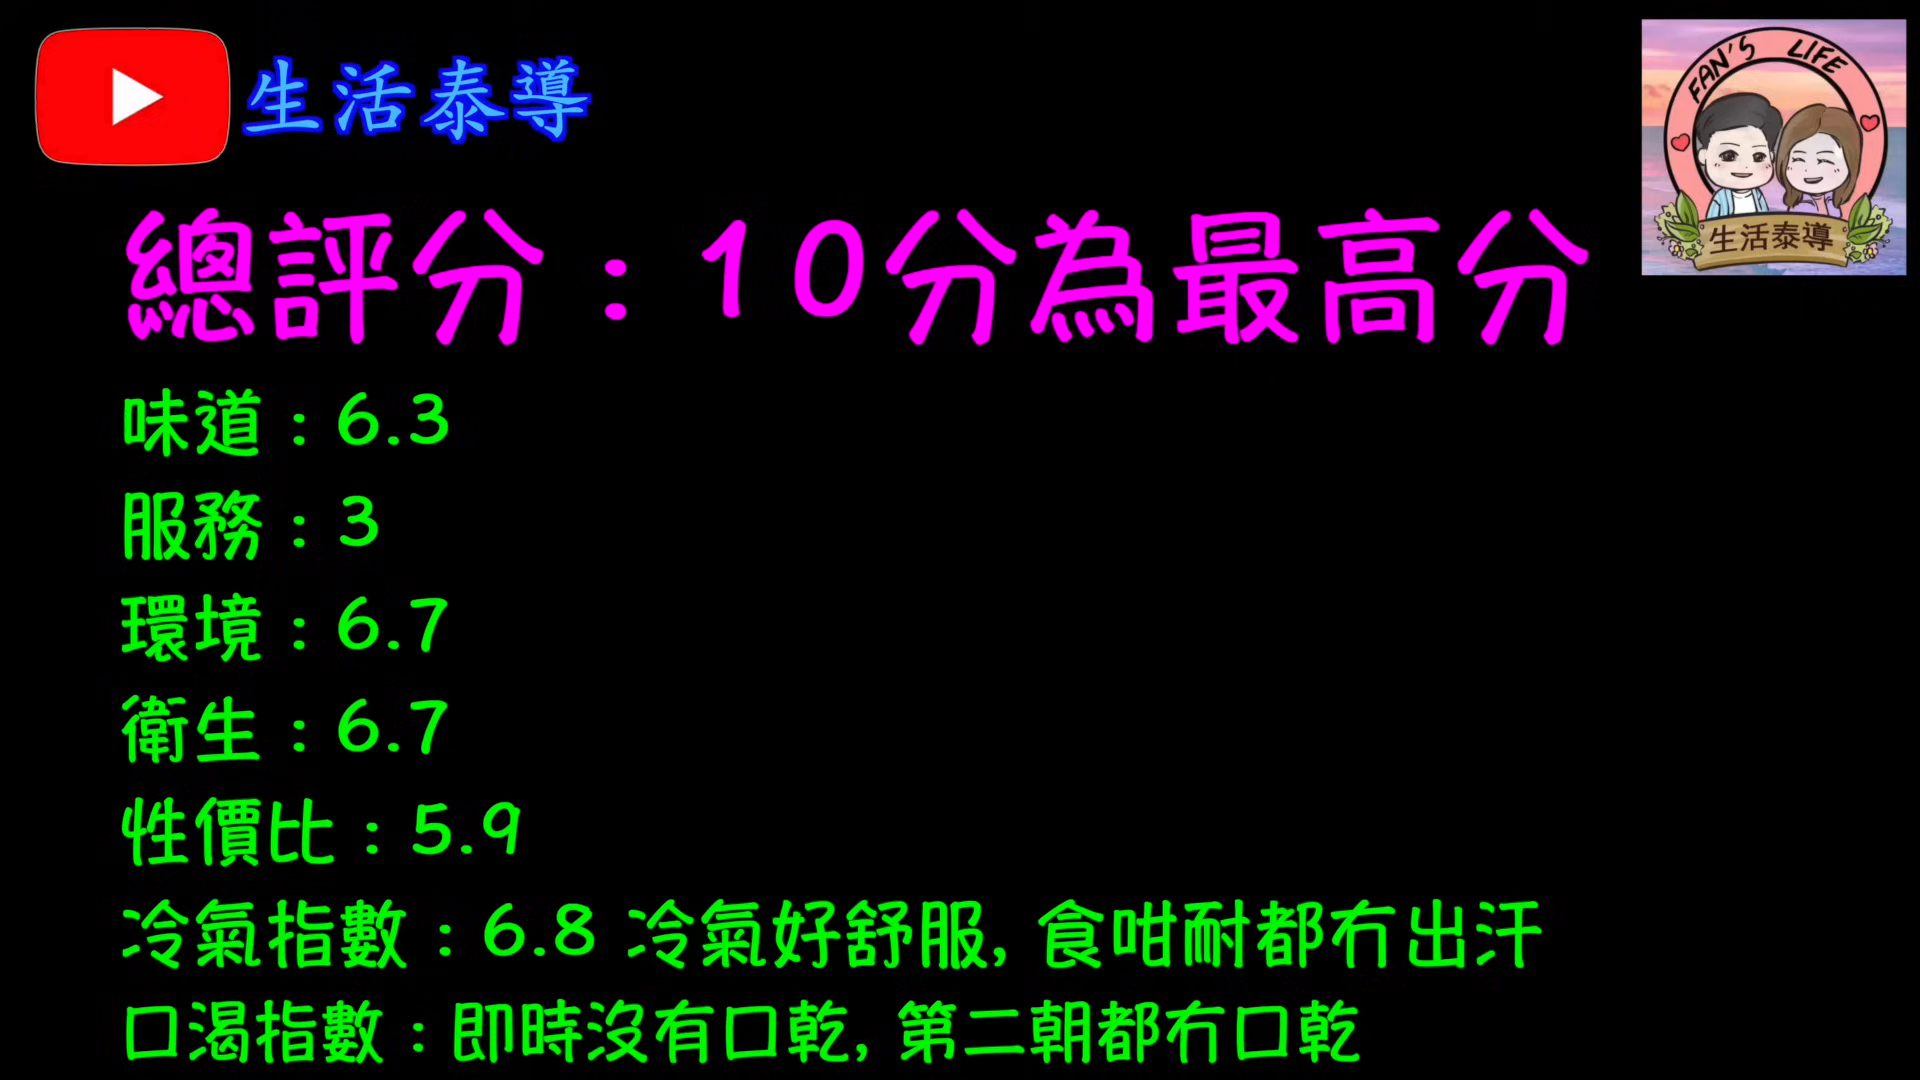 生活泰導
FAN'S LIFE
生活泰導
總評分：10分為最高分
味道：6.3
服務：3
環境：6.7
衛生：6.7
性價比：5.9
冷氣指數：6.8 冷氣好舒服, 食咁耐都冇出汗
口渴指數：即時沒有口乾, 第二朝都冇口乾